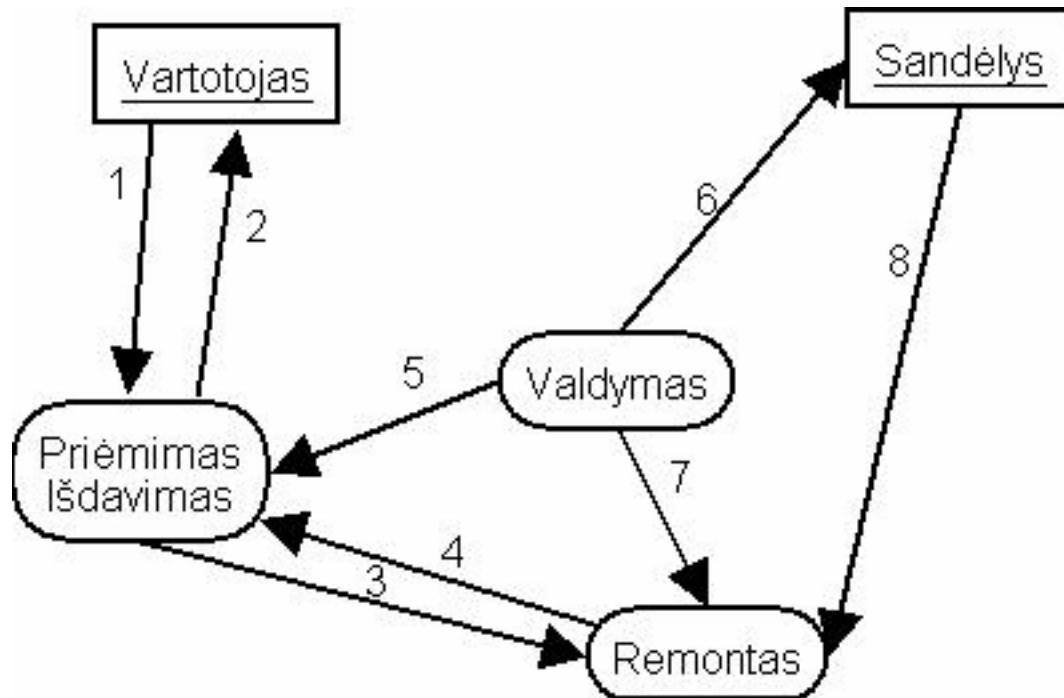 Vartotojas
Sandėlys
1
2
6
8
Valdymas
5
Priėmimas
Išdavimas
7
4
3
Remontas